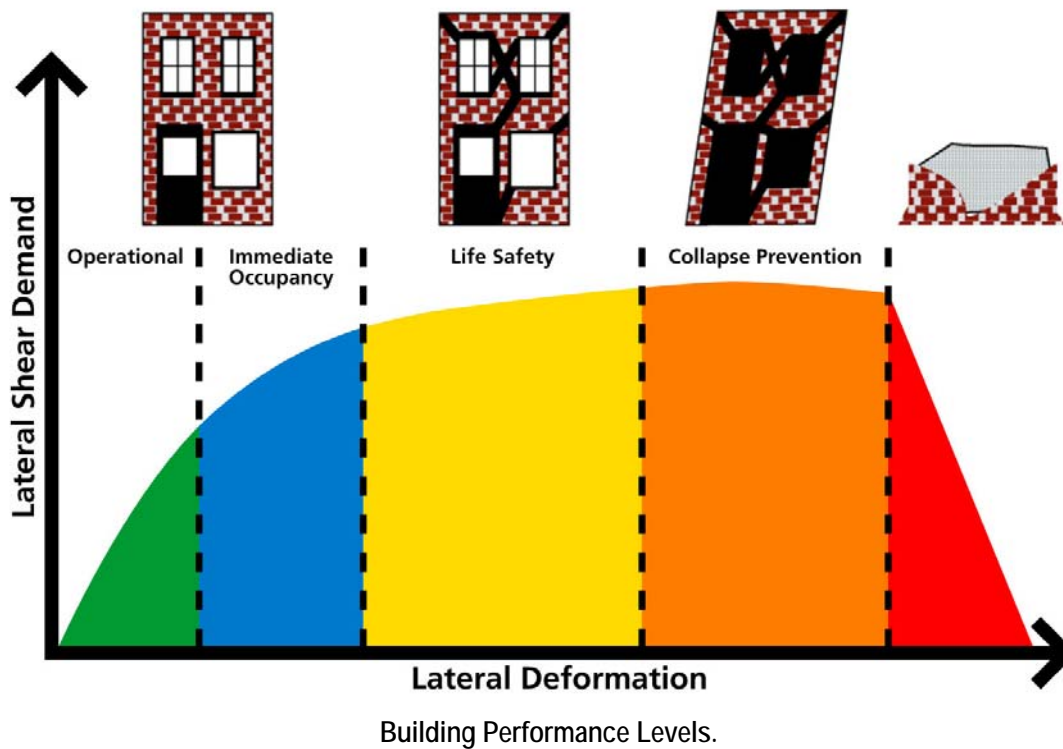 Operational
Immediate
Occupancy
Life Safety
Collapse Prevention
Lateral Shear Demand
Lateral Deformation
Building Performance Levels.